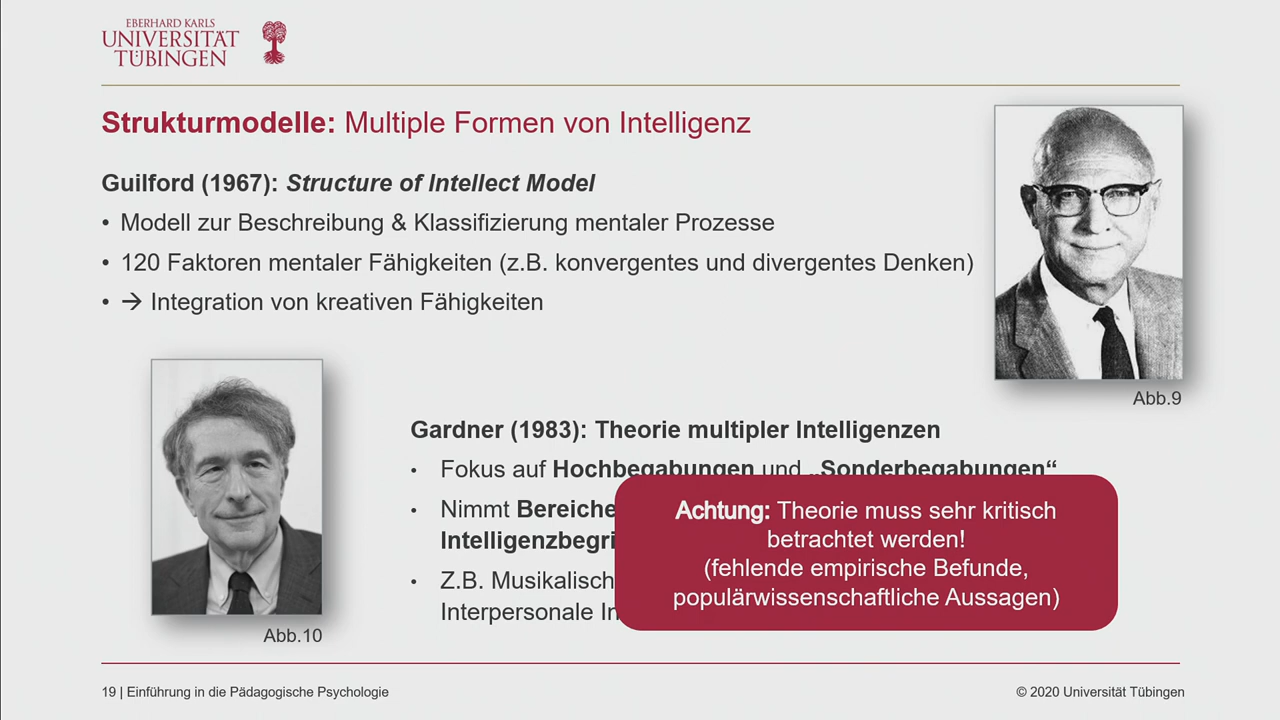 EBERHARD KARLS
UNIVERSITÄT
TÜBINGEN
Strukturmodelle: Multiple Formen von Intelligenz
Guilford (1967): Structure of Intellect Model
• Modell zur Beschreibung & Klassifizierung mentaler Prozesse
• 120 Faktoren mentaler Fähigkeiten (z.B. konvergentes und divergentes Denken)
• → Integration von kreativen Fähigkeiten
Abb.9
Gardner (1983): Theorie multipler Intelligenzen
• Fokus auf Hochbegabungen und „Sonderbegabungen“
• Nimmt Bereiche
Intelligenzbegri
• Z.B. Musikalisch
Interpersonale In
Achtung: Theorie muss sehr kritisch
betrachtet werden!
(fehlende empirische Befunde,
populärwissenschaftliche Aussagen)
Abb.10
19 | Einführung in die Pädagogische Psychologie
© 2020 Universität Tübingen